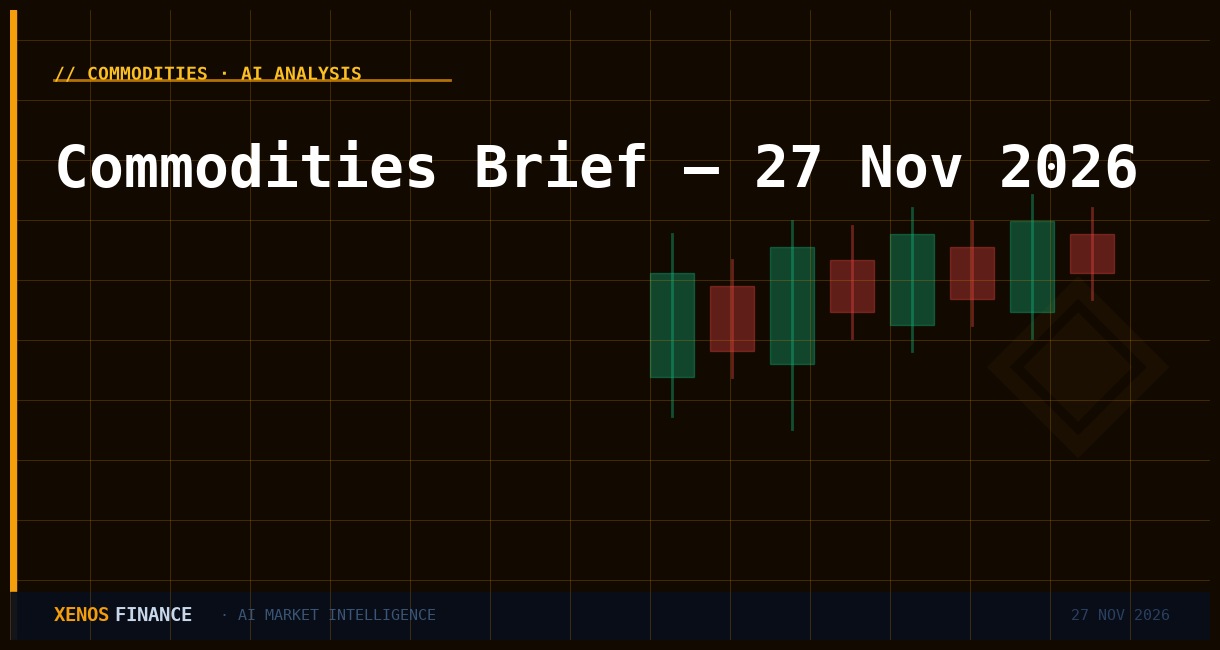 // COMMODITIES · AI ANALYSIS
Commodities Brief — 27 Nov 2026
XENOS FINANCE · AI MARKET INTELLIGENCE 27 NOV 2026